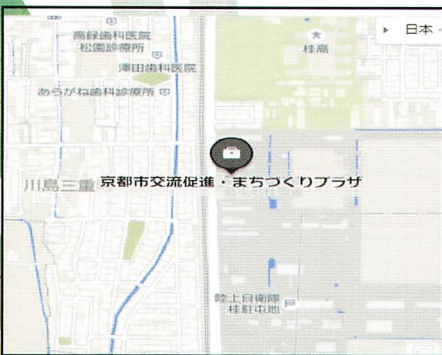 高緑歯科医院
松園診療所
澤田歯科医院
あらがね歯科診療所
桂高
日本
川島三重
京都市交流促進・まちづくりプラザ
陸上自衛隊
桂駐屯地